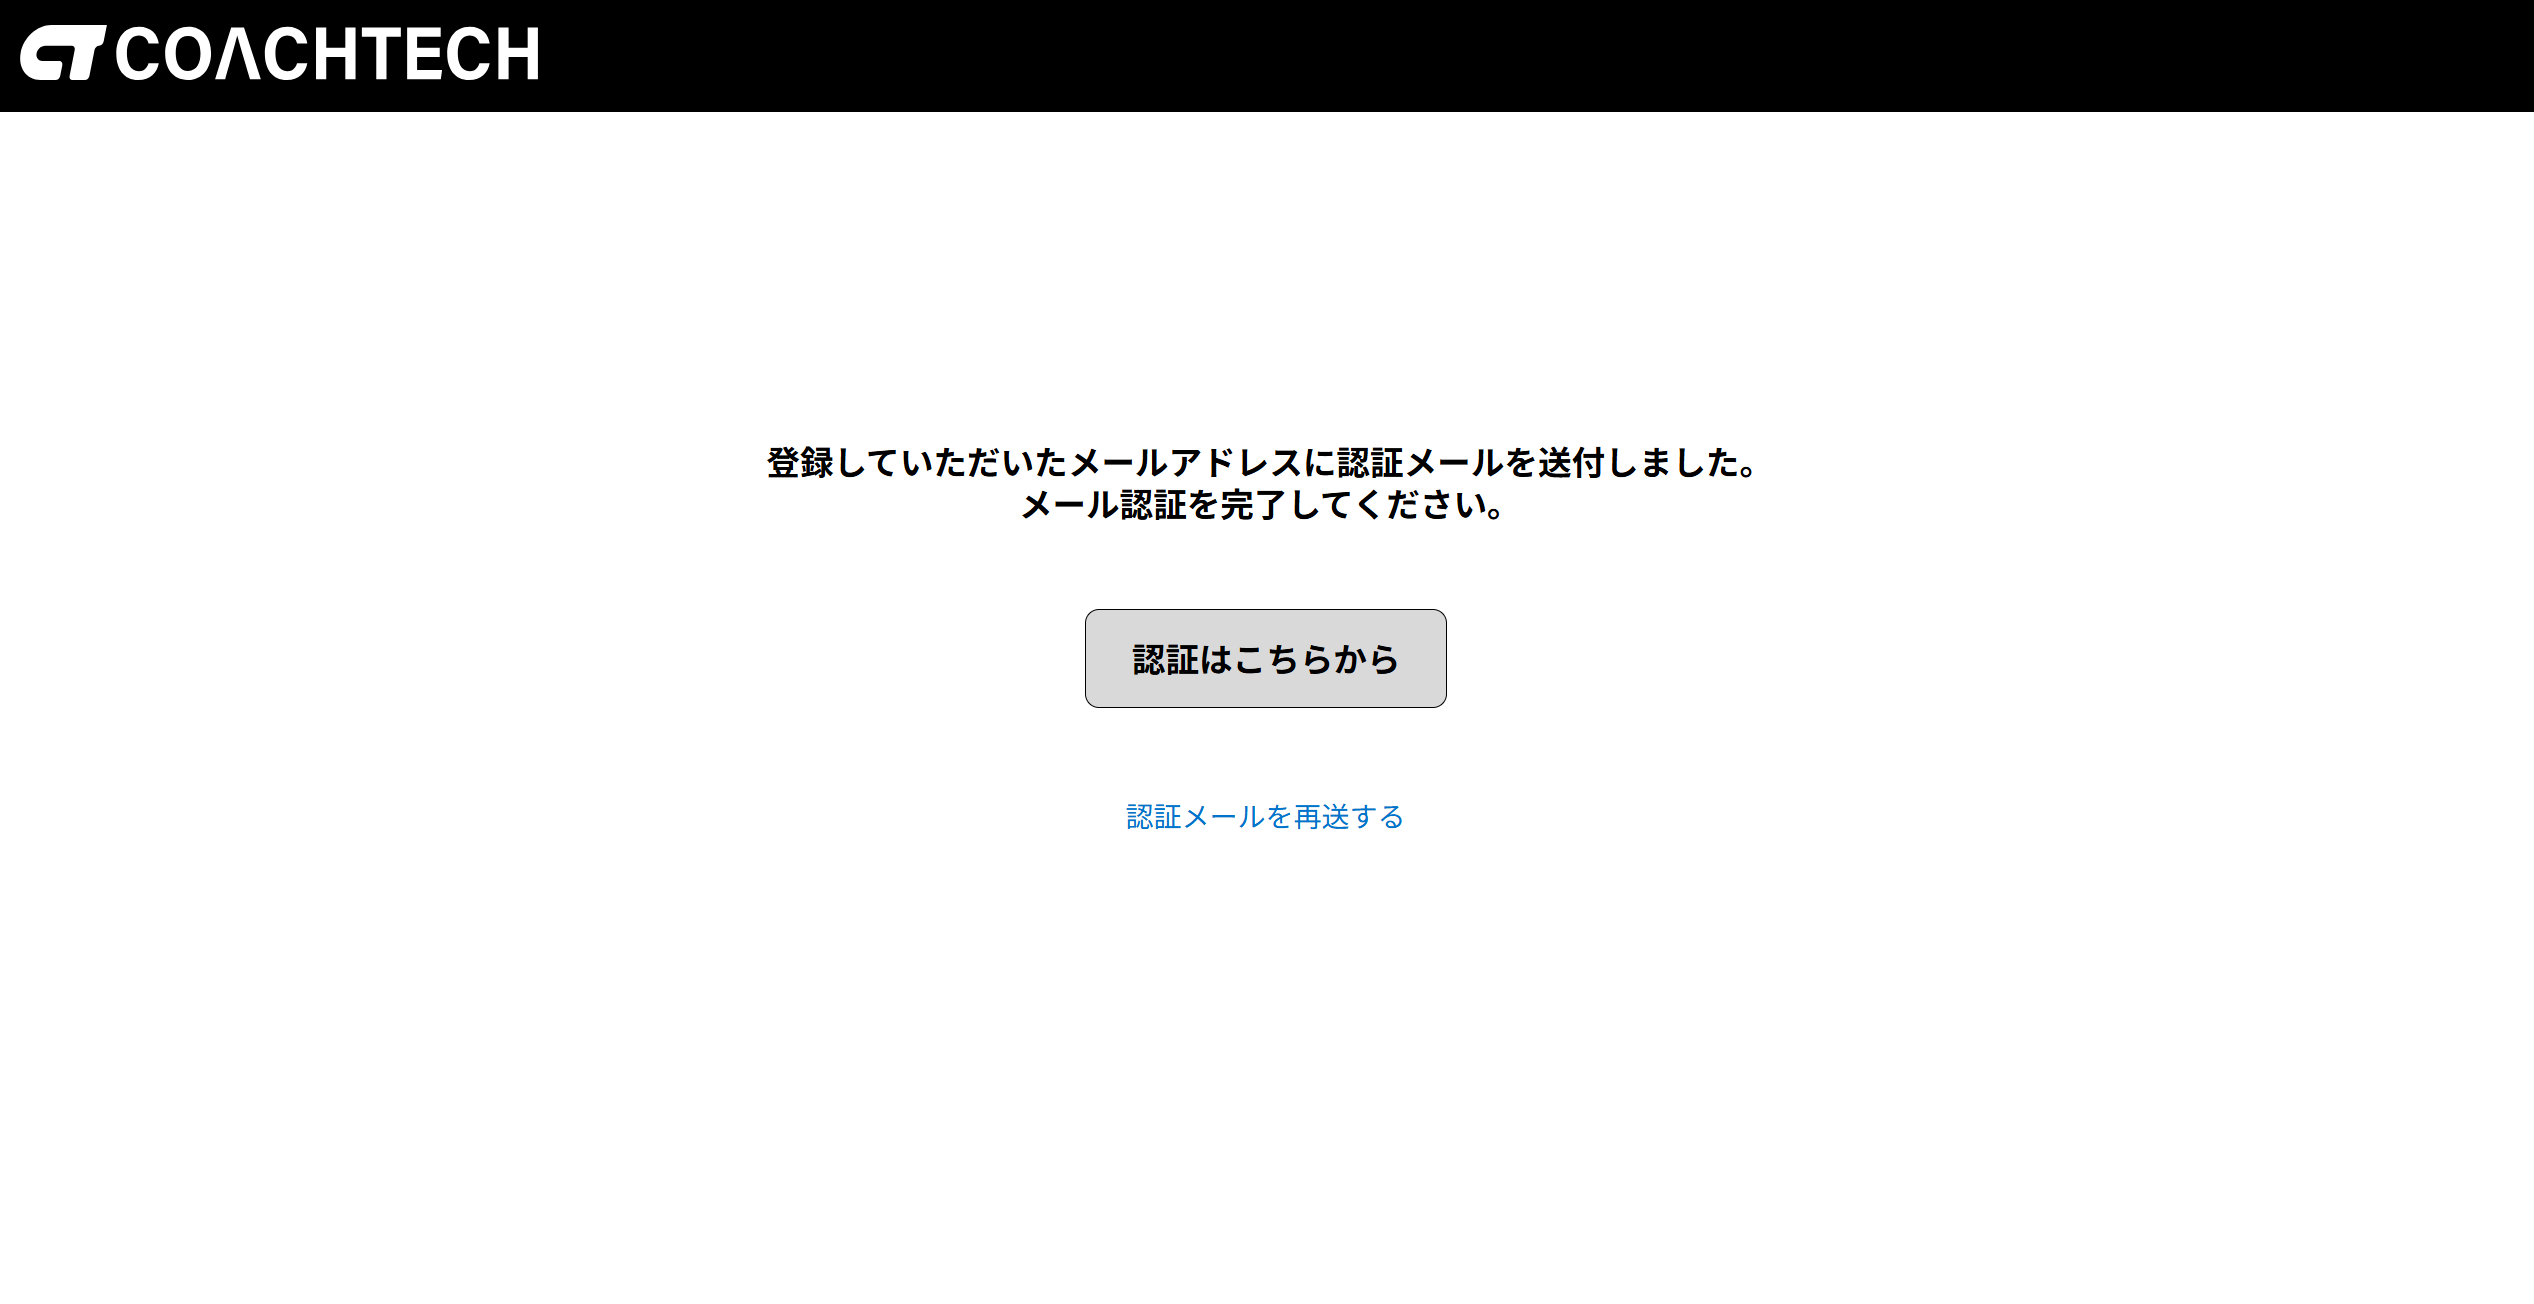 COACHTECH
登録していただいたメールアドレスに認証メールを送付しました。
メール認証を完了してください。
認証はこちらから
認証メールを再送する